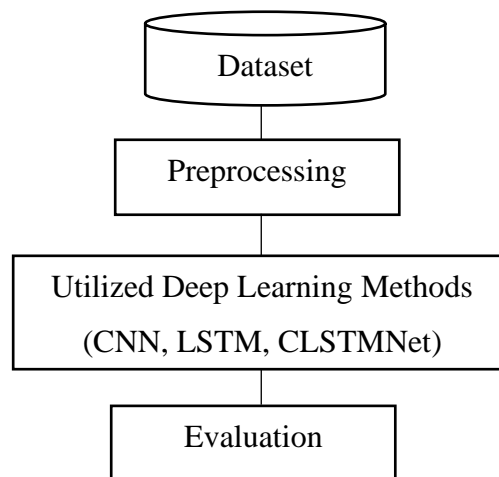 Dataset
Preprocessing
Utilized Deep Learning Methods
(CNN, LSTM, CLSTMNet)
Evaluation